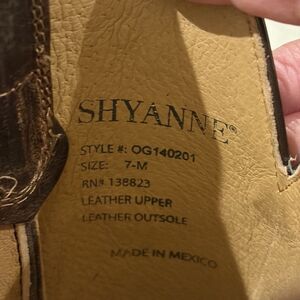 SHYANNE®
STYLE #: OG140201
SIZE: 7-M
RN# 138823
LEATHER UPPER
LEATHER OUTSOLE
MADE IN MEXICO